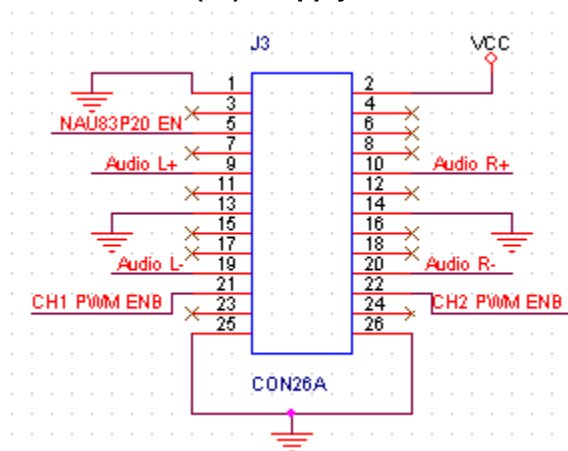 J3
VCC
1 2
3 4
NAU83P20 EN 5 6
7 8
Audio L+ 9 10 Audio R+
11 12
13 14
15 16
17 18
Audio L- 19 20 Audio R-
21 22
CH1 PWM ENB 23 24 CH2 PWM ENB
25 26
CON26A